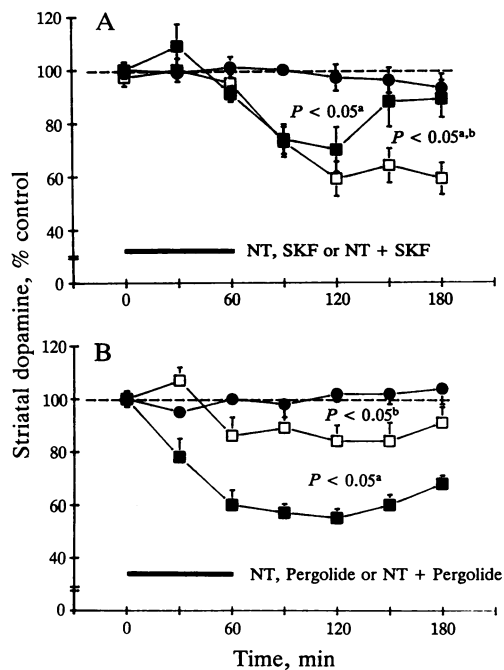 A
120
100
80
60
40
0
P < 0.05ᵃ
P < 0.05ᵃ,ᵇ
NT, SKF or NT + SKF
0 60 120 180
Striatal dopamine, % control
B
120
100
80
60
40
0
P < 0.05ᵇ
P < 0.05ᵃ
NT, Pergolide or NT + Pergolide
0 60 120 180
Time, min